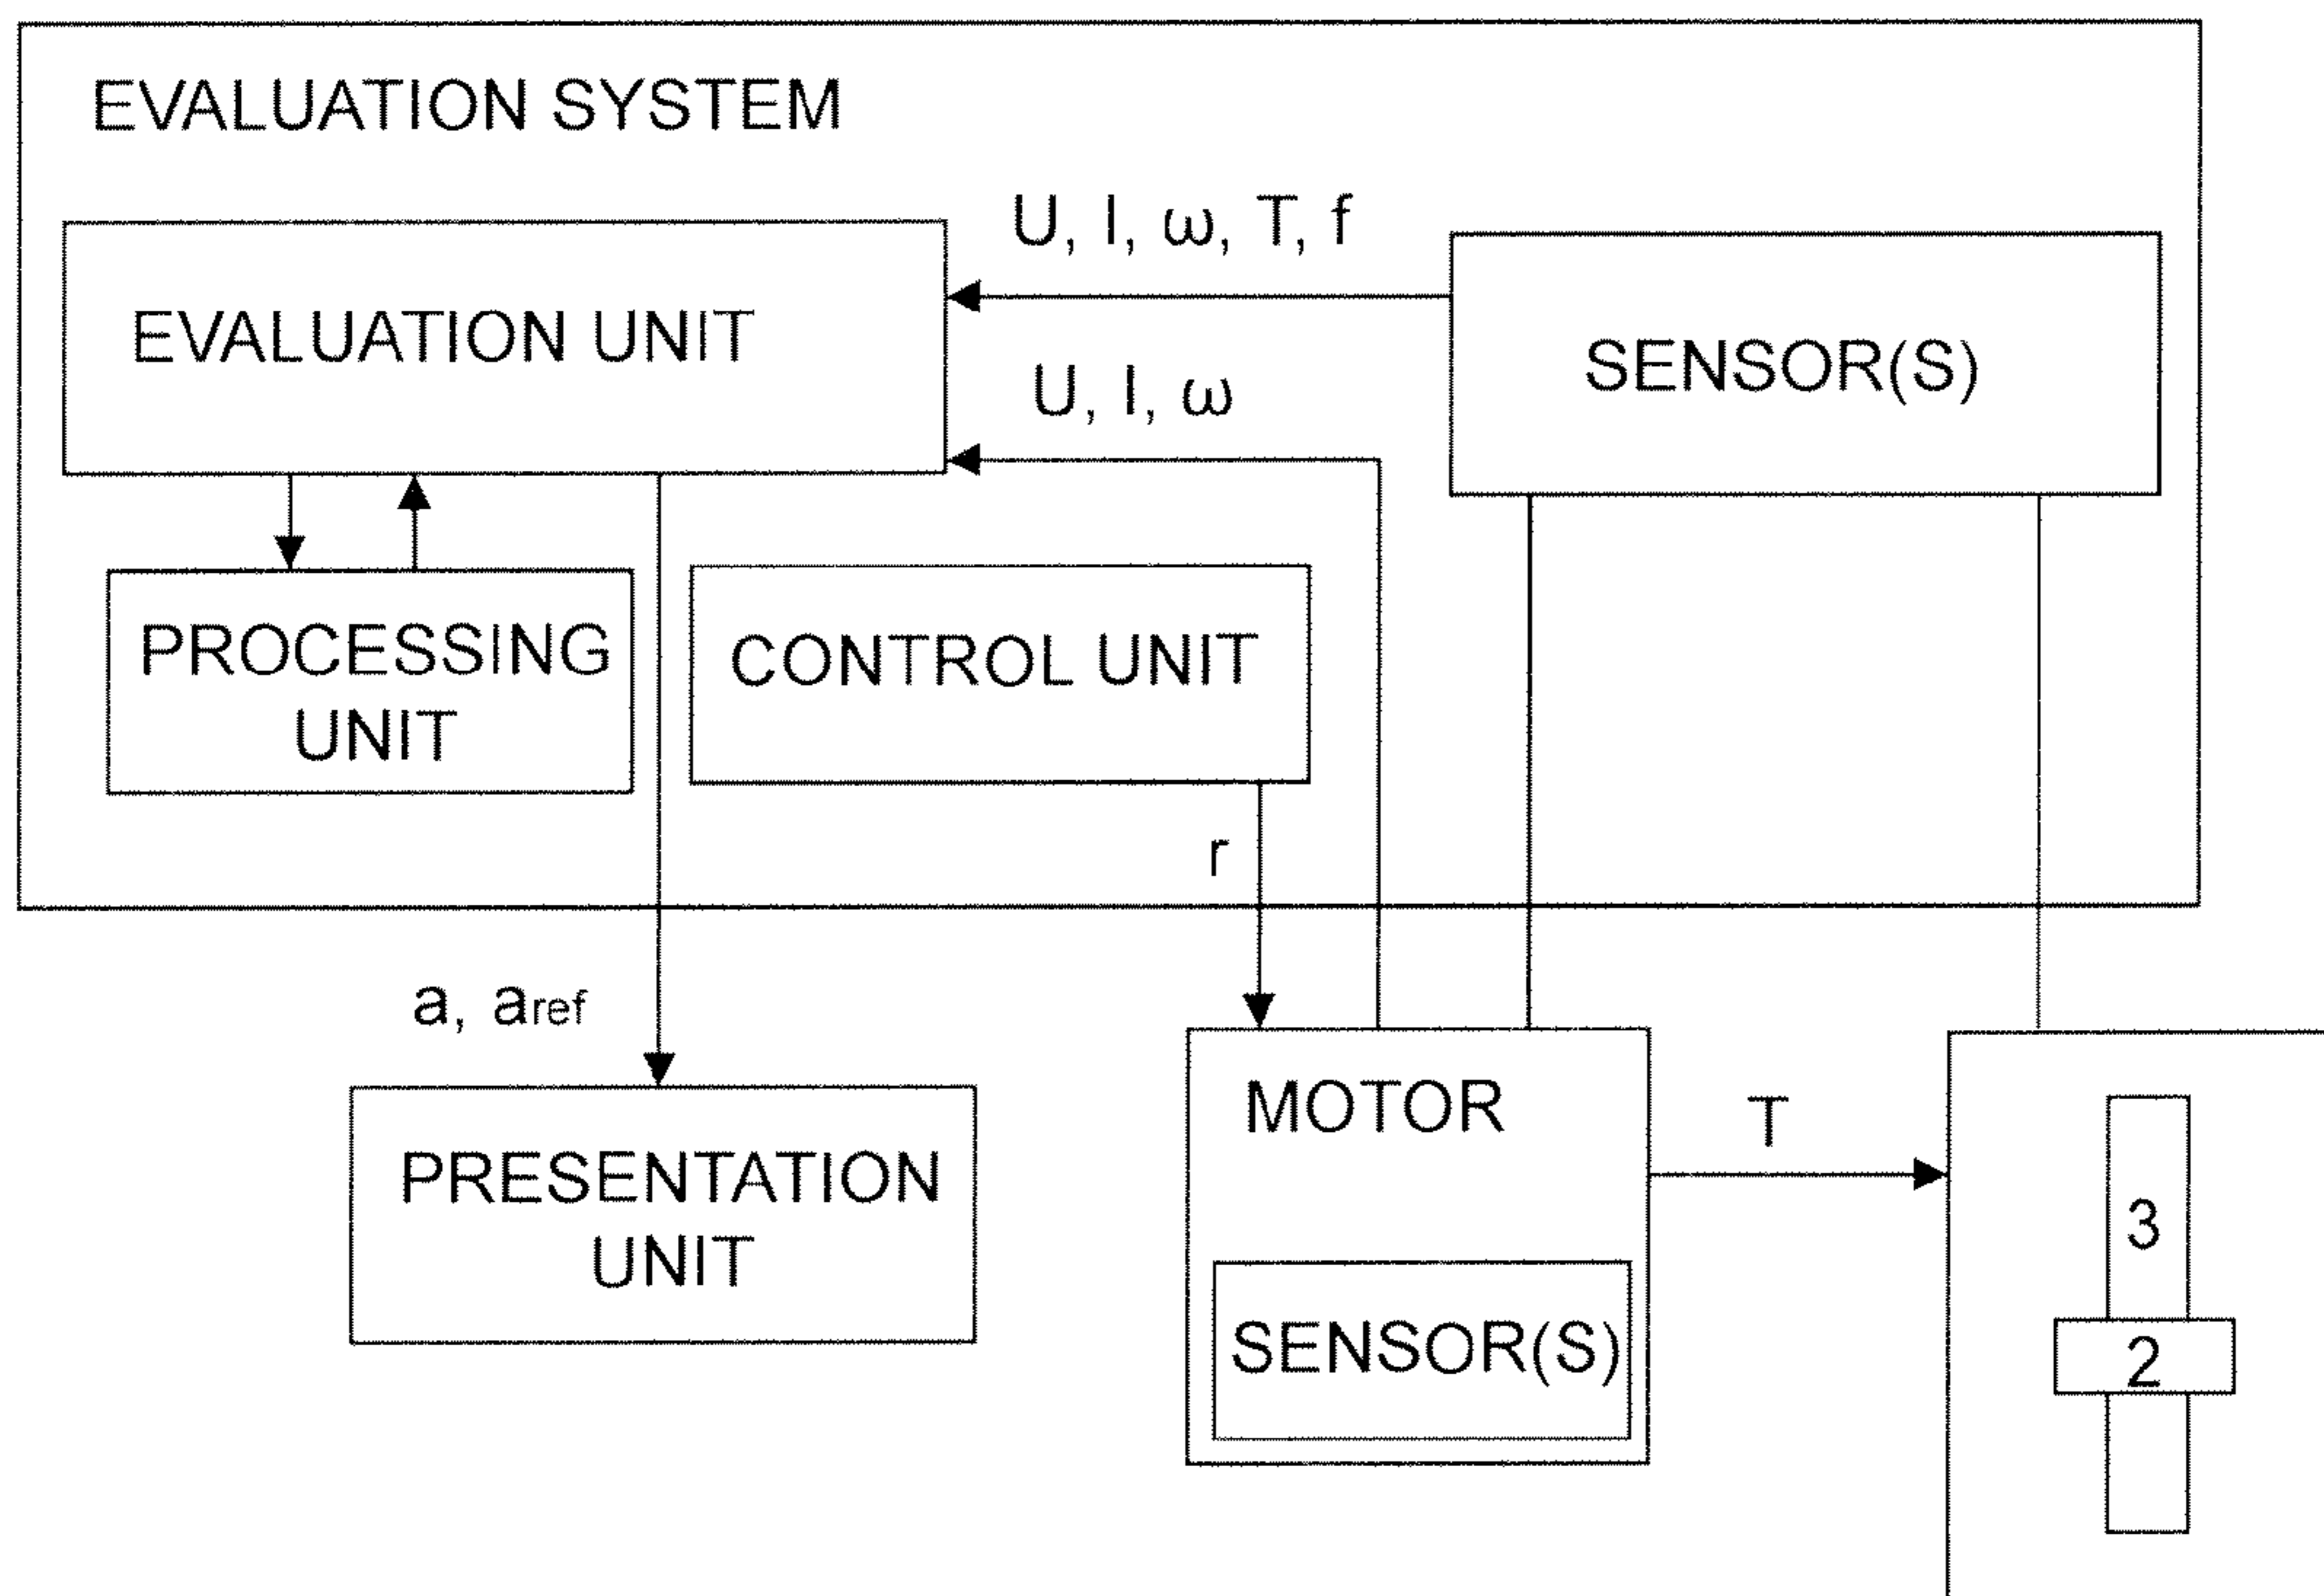 EVALUATION SYSTEM
U, I, ω, T, f
EVALUATION UNIT
SENSOR(S)
U, I, ω
PROCESSING
UNIT
CONTROL UNIT
r
a, aref
MOTOR
T
PRESENTATION
UNIT
3
SENSOR(S)
2